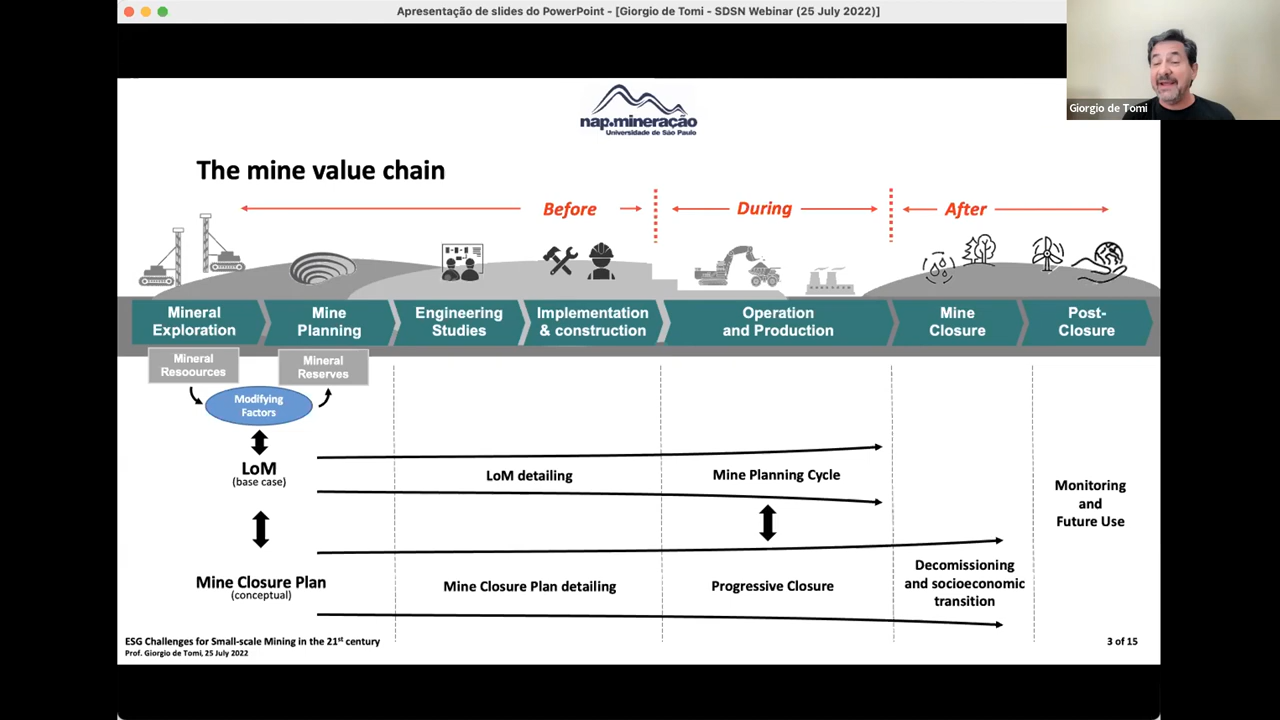 Apresentação de slides do PowerPoint - [Giorgio de Tomi - SDSN Webinar (25 July 2022)]
Giorgio de Tomi
nap.mineração
Universidade de São Paulo
The mine value chain
Before
During
After
Mineral
Exploration
Mine
Planning
Engineering
Studies
Implementation
& construction
Operation
and Production
Mine
Closure
Post-
Closure
Mineral
Resoources
Mineral
Reserves
Modifying
Factors
LoM
(base case)
LoM detailing
Mine Planning Cycle
Monitoring
and
Future Use
Mine Closure Plan
(conceptual)
Mine Closure Plan detailing
Progressive Closure
Decomissioning
and socioeconomic
transition
ESG Challenges for Small-scale Mining in the 21st century
Prof. Giorgio de Tomi, 25 July 2022
3 of 15